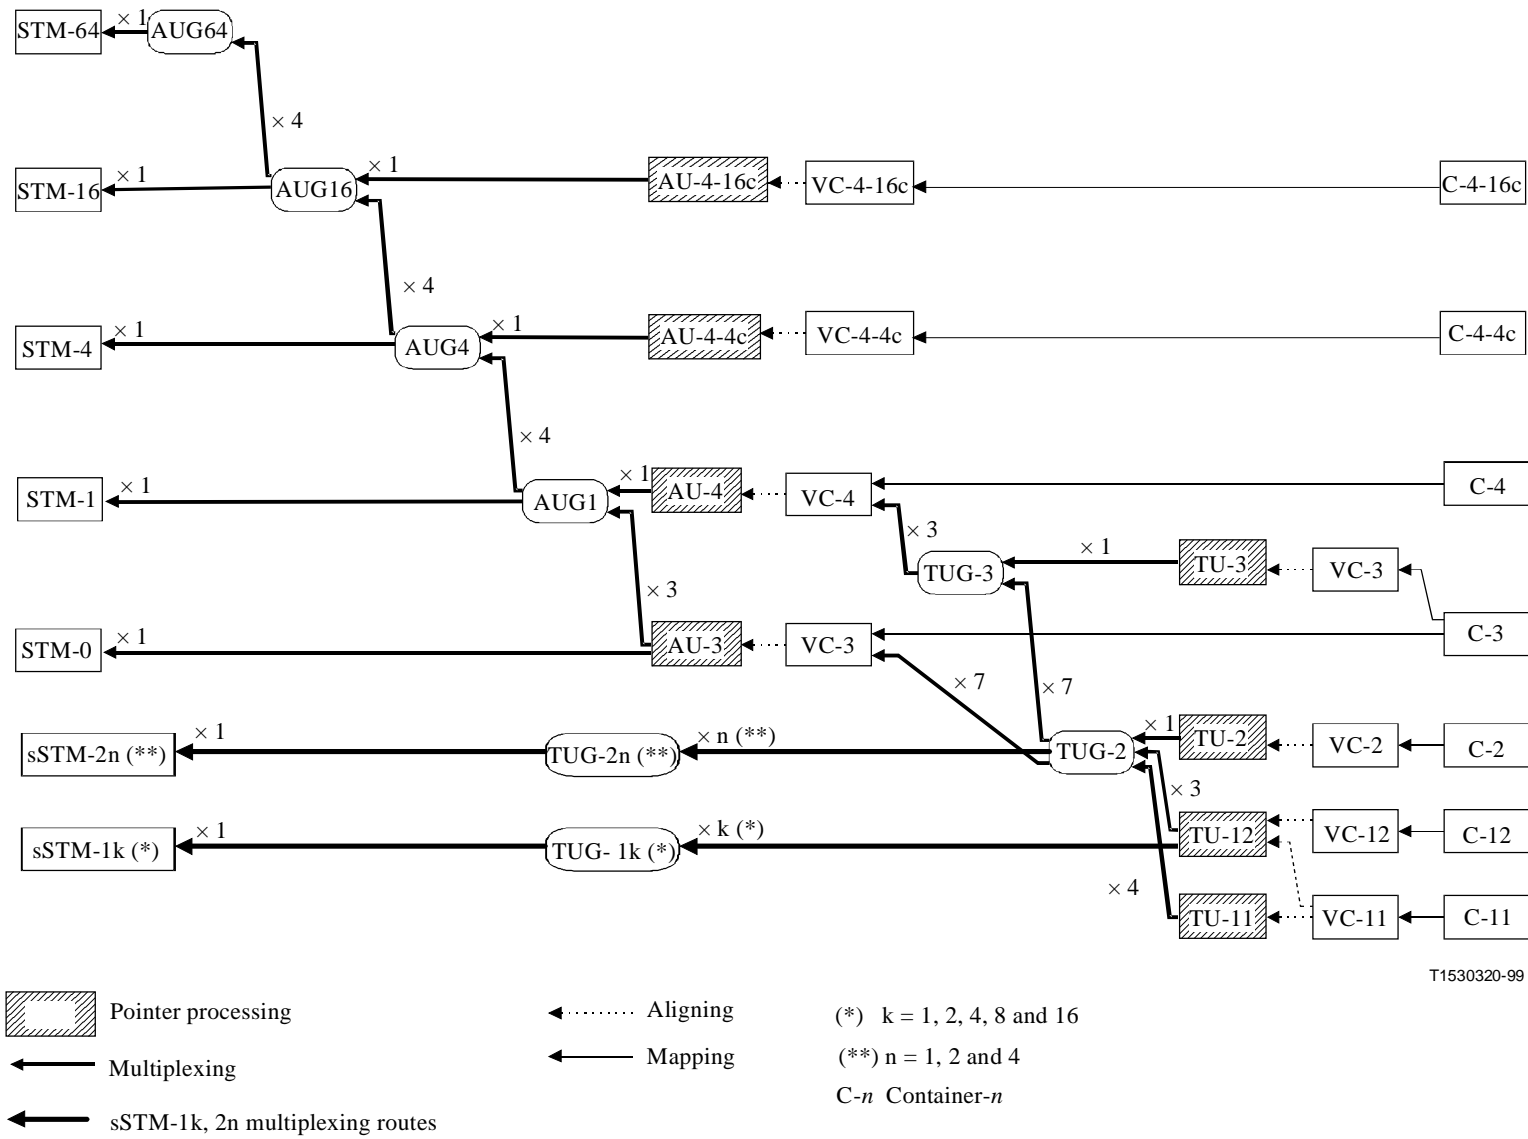 STM-64
× 1
AUG64
× 4
STM-16
× 1
AUG16
× 1
AU-4-16c
VC-4-16c
C-4-16c
× 4
STM-4
× 1
AUG4
× 1
AU-4-4c
VC-4-4c
C-4-4c
× 4
STM-1
× 1
AUG1
× 1
AU-4
VC-4
C-4
× 3
TUG-3
× 1
TU-3
VC-3
× 3
STM-0
× 1
AU-3
VC-3
C-3
× 7
× 7
sSTM-2n (**)
× 1
TUG-2n (**)
× n (**)
TUG-2
× 1
TU-2
VC-2
C-2
× 3
sSTM-1k (*)
× 1
TUG- 1k (*)
× k (*)
TU-12
VC-12
C-12
× 4
TU-11
VC-11
C-11
T1530320-99
Pointer processing
Multiplexing
sSTM-1k, 2n multiplexing routes
Aligning
Mapping
(*) k = 1, 2, 4, 8 and 16
(**) n = 1, 2 and 4
C-n Container-n